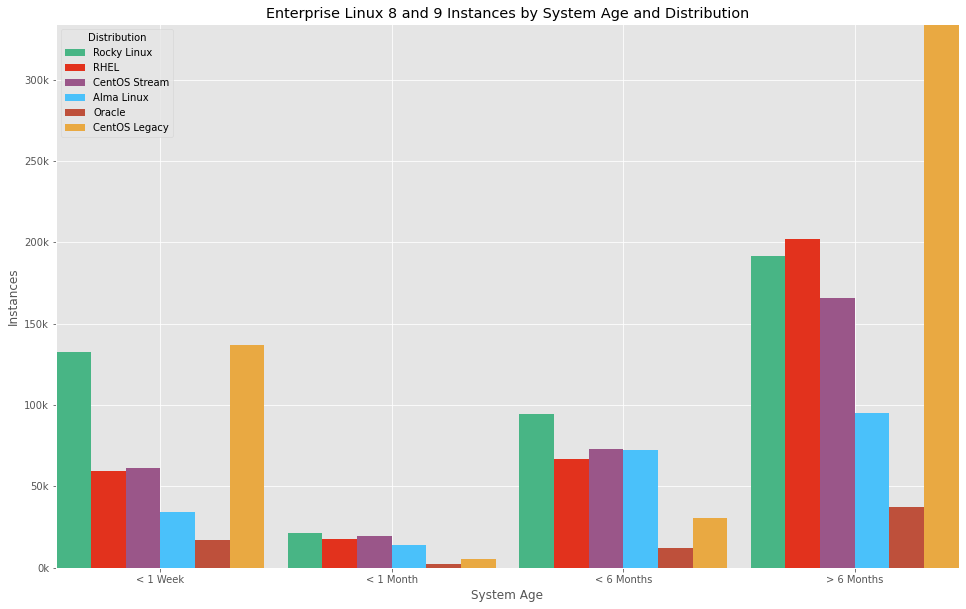 Enterprise Linux 8 and 9 Instances by System Age and Distribution
Distribution
Rocky Linux
RHEL
CentOS Stream
Alma Linux
Oracle
CentOS Legacy
300k
250k
200k
150k
100k
50k
0k
Instances
< 1 Week
< 1 Month
< 6 Months
> 6 Months
System Age